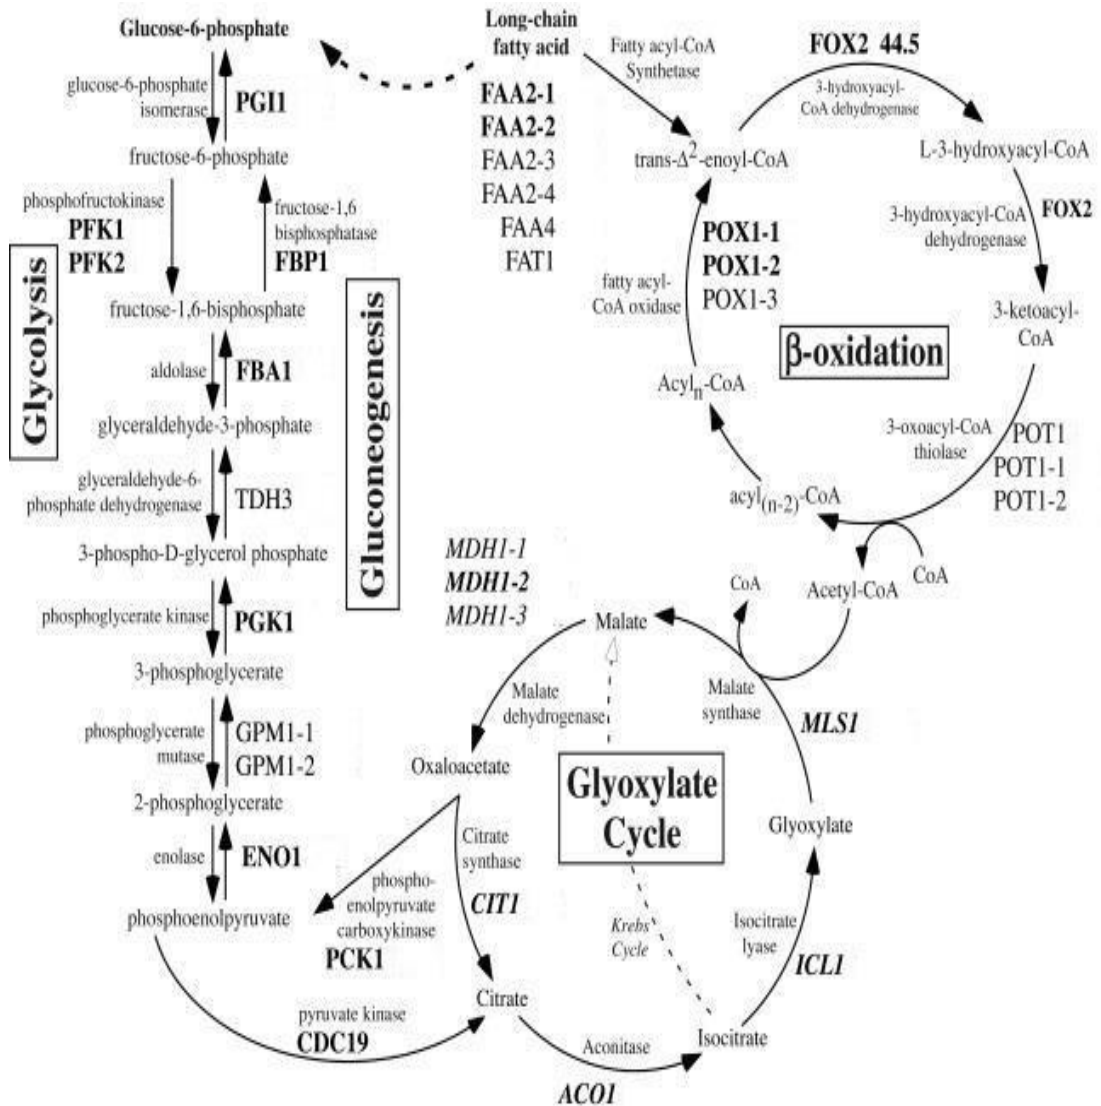 Glucose-6-phosphate
glucose-6-phosphate
isomerase
PGI1
fructose-6-phosphate
phosphofructokinase
PFK1
PFK2
fructose-1,6
bisphosphatase
FBP1
Glycolysis
Gluconeogenesis
fructose-1,6-bisphosphate
aldolase
FBA1
glyceraldehyde-3-phosphate
glyceraldehyde-6-
phosphate dehydrogenase
TDH3
3-phospho-D-glycerol phosphate
phosphoglycerate kinase
PGK1
3-phosphoglycerate
phosphoglycerate
mutase
GPM1-1
GPM1-2
2-phosphoglycerate
enolase
ENO1
phosphoenolpyruvate
pyruvate kinase
CDC19
Long-chain
fatty acid
FAA2-1
FAA2-2
FAA2-3
FAA2-4
FAA4
FAT1
Fatty acyl-CoA
Synthetase
trans-Δ²-enoyl-CoA
FOX2 44.5
3-hydroxyacyl-
CoA dehydrogenase
L-3-hydroxyacyl-CoA
3-hydroxyacyl-CoA
dehydrogenase
FOX2
3-ketoacyl-
CoA
3-oxoacyl-CoA
thiolase
POT1
POT1-1
POT1-2
β-oxidation
POX1-1
POX1-2
POX1-3
fatty acyl-
CoA oxidase
Acylₙ-CoA
acyl(n-2)-CoA
Acetyl-CoA
CoA
CoA
MDH1-1
MDH1-2
MDH1-3
Malate
Malate
dehydrogenase
Malate
synthase
MLS1
Oxaloacetate
Glyoxylate
Cycle
Glyoxylate
Citrate
synthase
CIT1
phospho-
enolpyruvate
carboxykinase
PCK1
Krebs
Cycle
Isocitrate
lyase
ICL1
Citrate
Aconitase
ACO1
Isocitrate